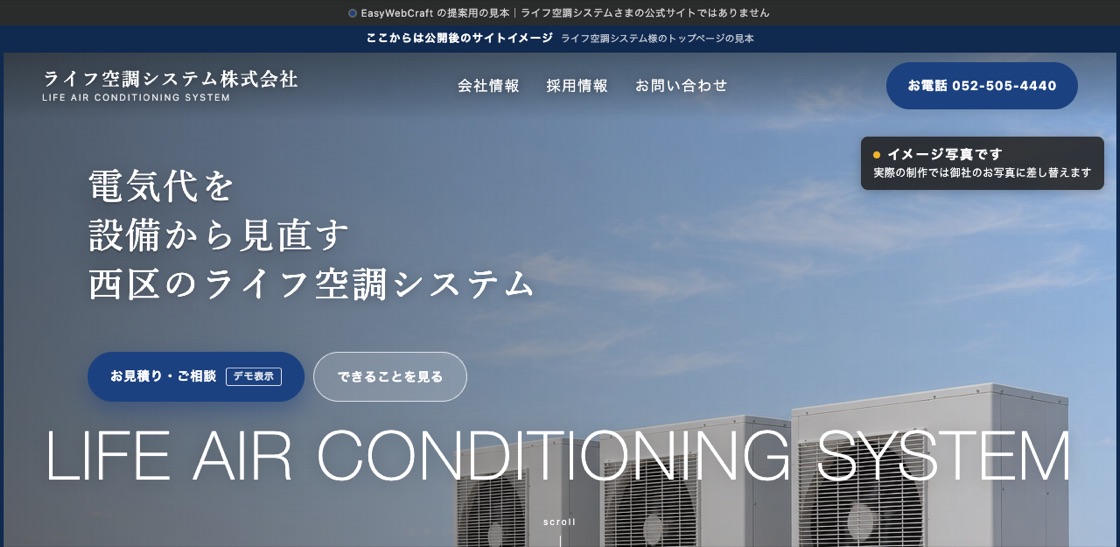 EasyWebCraft の提案用の見本｜ライフ空調システムさまの公式サイトではありません
ここからは公開後のサイトイメージ ライフ空調システム様のトップページの見本
ライフ空調システム株式会社
LIFE AIR CONDITIONING SYSTEM
会社情報 採用情報 お問い合わせ
お電話 052-505-4440
イメージ写真です
実際の制作では御社のお写真に差し替えます
電気代を
設備から見直す
西区のライフ空調システム
お見積り・ご相談 デモ表示
できることを見る
LIFE AIR CONDITIONING SYSTEM
scroll